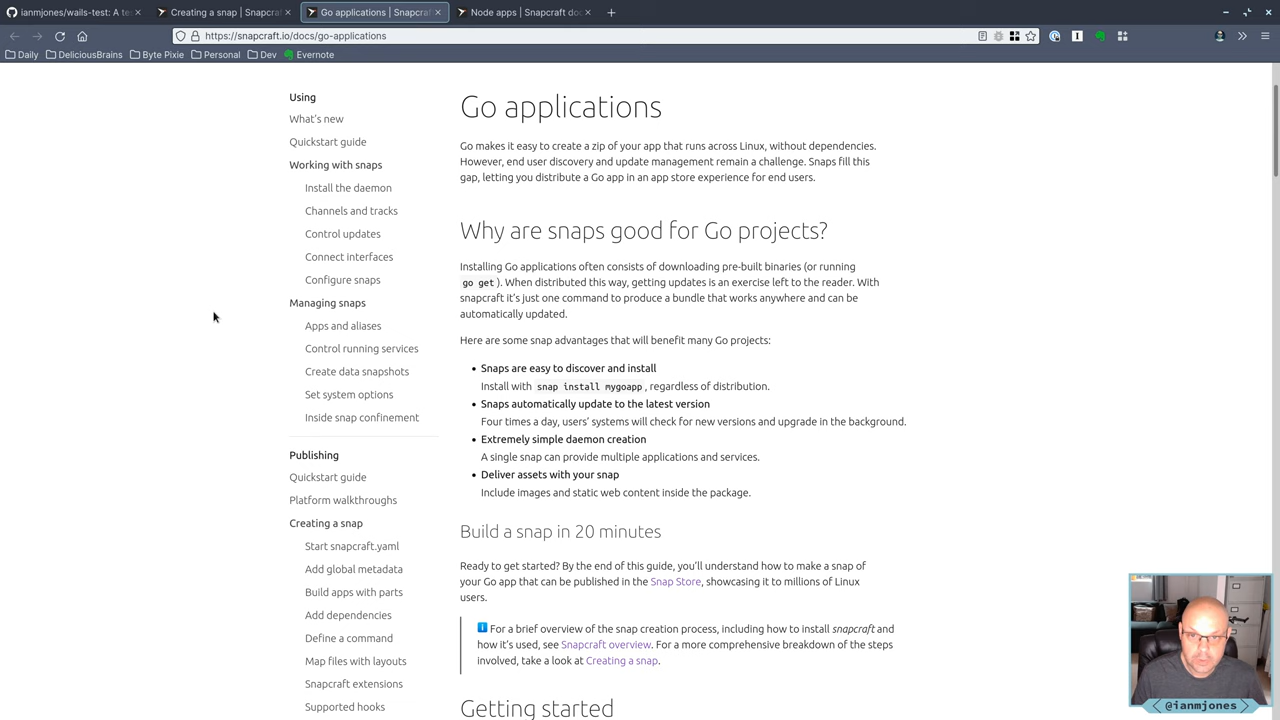 ianmjones/wails-test: A te
Creating a snap | Snapcraf
Go applications | Snapcraf
Node apps | Snapcraft doc
https://snapcraft.io/docs/go-applications
Daily
DeliciousBrains
Byte Pixie
Personal
Dev
Evernote
Using
What's new
Quickstart guide
Working with snaps
Install the daemon
Channels and tracks
Control updates
Connect interfaces
Configure snaps
Managing snaps
Apps and aliases
Control running services
Create data snapshots
Set system options
Inside snap confinement
Publishing
Quickstart guide
Platform walkthroughs
Creating a snap
Start snapcraft.yaml
Add global metadata
Build apps with parts
Add dependencies
Define a command
Map files with layouts
Snapcraft extensions
Supported hooks
Go applications
Go makes it easy to create a zip of your app that runs across Linux, without dependencies.
However, end user discovery and update management remain a challenge. Snaps fill this
gap, letting you distribute a Go app in an app store experience for end users.
Why are snaps good for Go projects?
Installing Go applications often consists of downloading pre-built binaries (or running
go get ). When distributed this way, getting updates is an exercise left to the reader. With
snapcraft it's just one command to produce a bundle that works anywhere and can be
automatically updated.
Here are some snap advantages that will benefit many Go projects:
• Snaps are easy to discover and install
Install with snap install mygoapp , regardless of distribution.
• Snaps automatically update to the latest version
Four times a day, users' systems will check for new versions and upgrade in the background.
• Extremely simple daemon creation
A single snap can provide multiple applications and services.
• Deliver assets with your snap
Include images and static web content inside the package.
Build a snap in 20 minutes
Ready to get started? By the end of this guide, you'll understand how to make a snap of
your Go app that can be published in the Snap Store, showcasing it to millions of Linux
users.
For a brief overview of the snap creation process, including how to install snapcraft and
how it's used, see Snapcraft overview. For a more comprehensive breakdown of the steps
involved, take a look at Creating a snap.
Getting started
@ianmjones